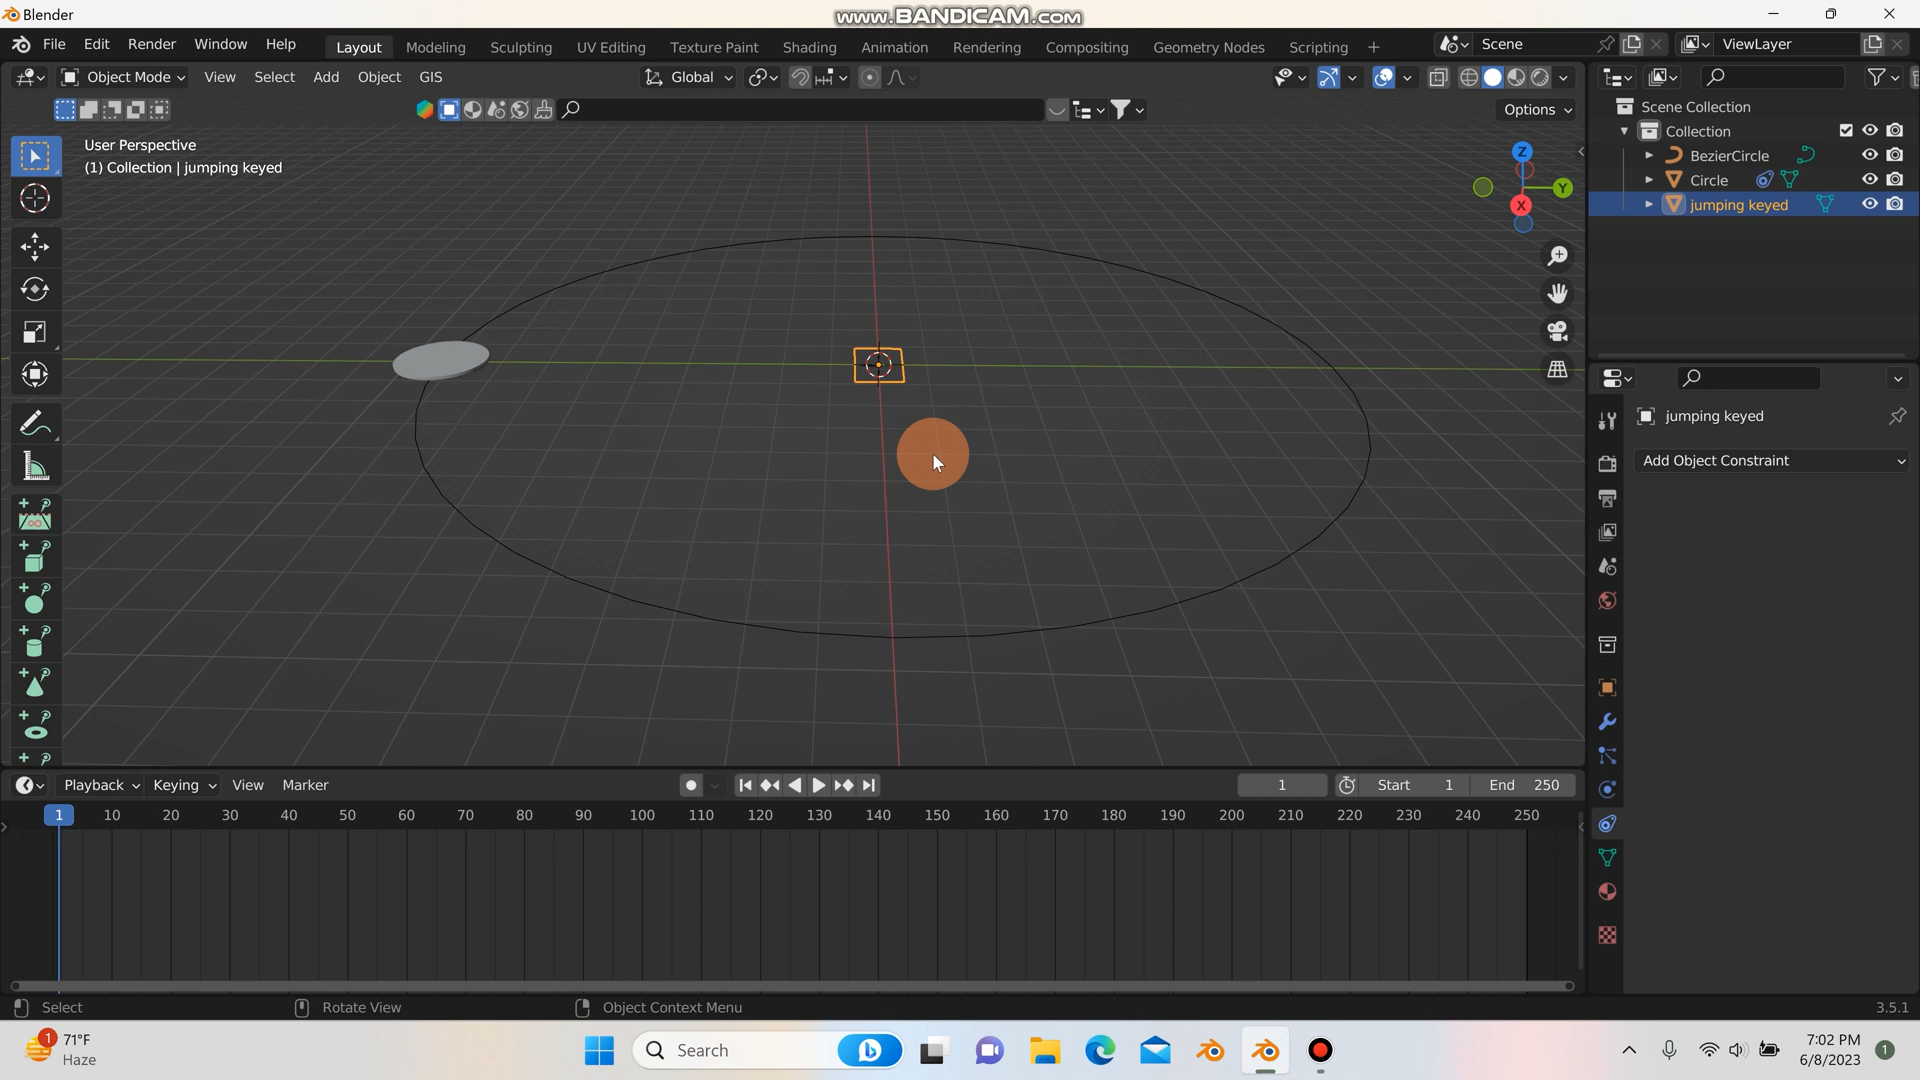 Blender
www.BANDICAM.com
File Edit Render Window Help
Layout Modeling Sculpting UV Editing Texture Paint Shading Animation Rendering Compositing Geometry Nodes Scripting +
Scene
ViewLayer
Object Mode View Select Add Object GIS
Global
Options
User Perspective
(1) Collection | jumping keyed
Z
Y
X
Scene Collection
Collection
BezierCircle
Circle
jumping keyed
jumping keyed
Add Object Constraint
Playback Keying View Marker
1
Start 1
End 250
1 10 20 30 40 50 60 70 80 90 100 110 120 130 140 150 160 170 180 190 200 210 220 230 240 250
Select
Rotate View
Object Context Menu
3.5.1
1
71°F
Haze
Search
7:02 PM
6/8/2023
1